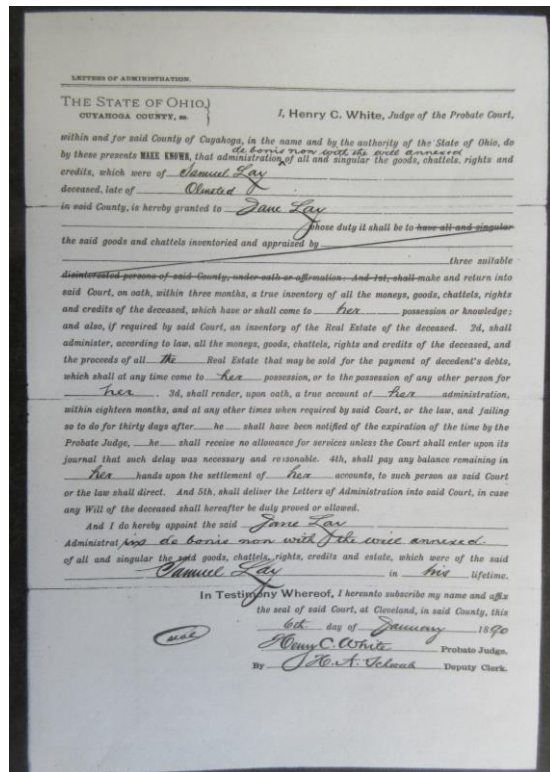 LETTERS OF ADMINISTRATION.
THE STATE OF OHIO,
CUYAHOGA COUNTY, ss. } I, Henry C. White, Judge of the Probate Court,
within and for said County of Cuyahoga, in the name and by the authority of the State of Ohio, do
de bonis non with the will annexed
by these presents MAKE KNOWN, that administration ^ of all and singular the goods, chattels, rights and
credits, which were of Samuel Lay
deceased, late of Olmsted
in said County, is hereby granted to Jane Lay
whose duty it shall be to have all and singular
the said goods and chattels inventoried and appraised by
three suitable
disinterested persons of said County, under oath or affirmation; And 1st, shall make and return into
said Court, on oath, within three months, a true inventory of all the moneys, goods, chattels, rights
and credits of the deceased, which have or shall come to her possession or knowledge;
and also, if required by said Court, an inventory of the Real Estate of the deceased. 2d, shall
administer, according to law, all the moneys, goods, chattels, rights and credits of the deceased, and
the proceeds of all the Real Estate that may be sold for the payment of decedent's debts,
which shall at any time come to her possession, or to the possession of any other person for
her. 3d, shall render, upon oath, a true account of her administration,
within eighteen months, and at any other times when required by said Court, or the law, and failing
so to do for thirty days after he shall have been notified of the expiration of the time by the
Probate Judge, he shall receive no allowance for services unless the Court shall enter upon its
journal that such delay was necessary and reasonable. 4th, shall pay any balance remaining in
her hands upon the settlement of her accounts, to such person as said Court
or the law shall direct. And 5th, shall deliver the Letters of Administration into said Court, in case
any Will of the deceased shall hereafter be duly proved or allowed.
And I do hereby appoint the said Jane Lay
Administratrix de bonis non with the will annexed
of all and singular the said goods, chattels, rights, credits and estate, which were of the said
Samuel Lay in his lifetime.
In Testimony Whereof, I hereunto subscribe my name and affix
the seal of said Court, at Cleveland, in said County, this
6th day of January 1890
seal
Henry C. White Probate Judge.
By H. A. Deputy Clerk.